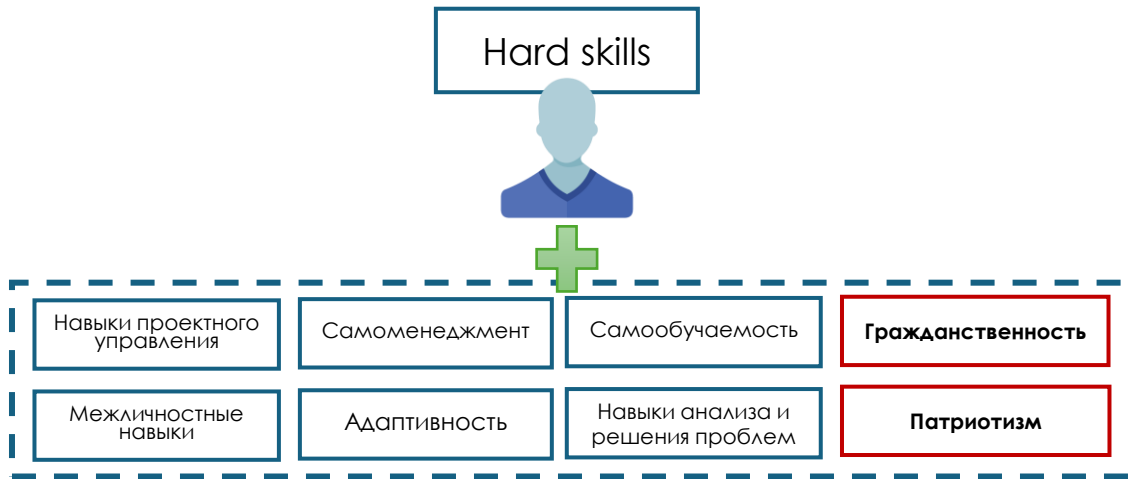 Hard skills
Навыки проектного
управления
Самоменеджмент
Самообучаемость
Гражданственность
Межличностные
навыки
Адаптивность
Навыки анализа и
решения проблем
Патриотизм